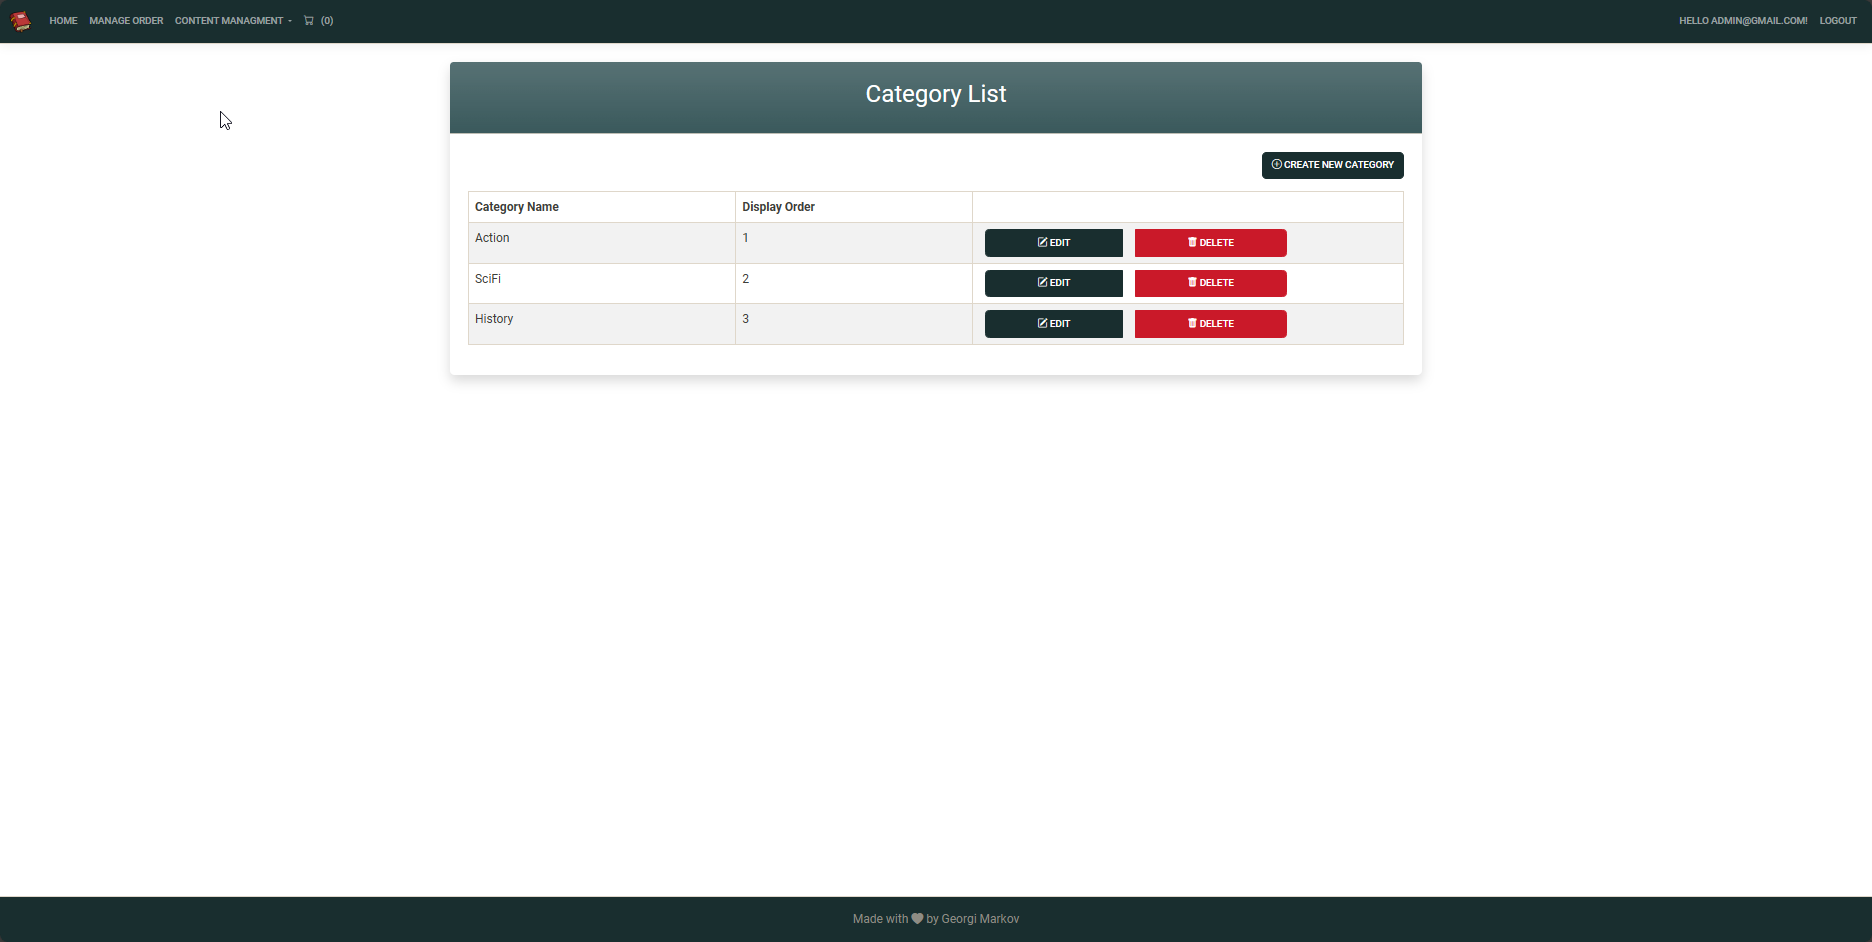 HOME MANAGE ORDER CONTENT MANAGMENT (0) HELLO ADMIN@GMAIL.COM! LOGOUT
Category List
CREATE NEW CATEGORY
Category Name Display Order
Action 1 EDIT DELETE
SciFi 2 EDIT DELETE
History 3 EDIT DELETE
Made with by Georgi Markov